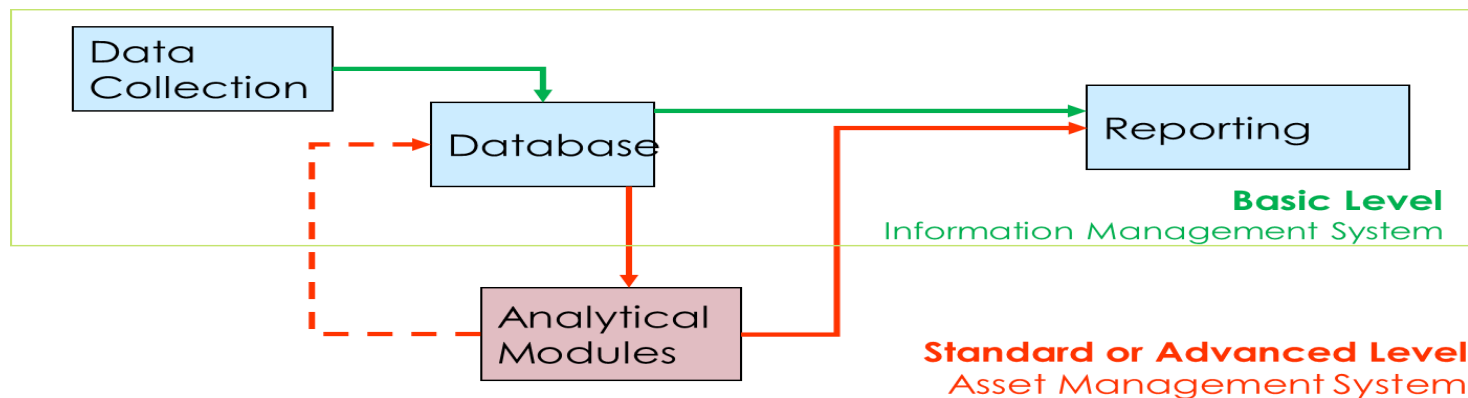 Data
Collection
Database
Reporting
Basic Level
Information Management System
Analytical
Modules
Standard or Advanced Level
Asset Management System